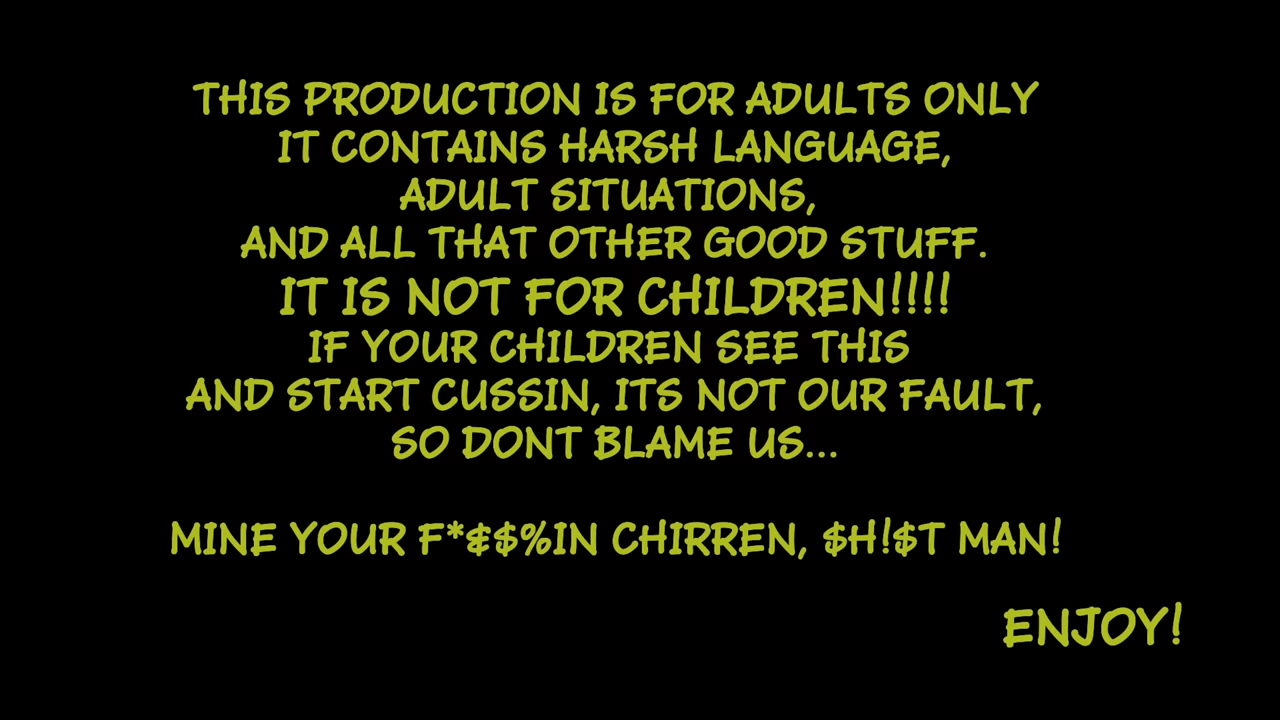 THIS PRODUCTION IS FOR ADULTS ONLY
IT CONTAINS HARSH LANGUAGE,
ADULT SITUATIONS,
AND ALL THAT OTHER GOOD STUFF.
IT IS NOT FOR CHILDREN!!!!
IF YOUR CHILDREN SEE THIS
AND START CUSSIN, ITS NOT OUR FAULT,
SO DONT BLAME US...
MINE YOUR F*&$%IN CHIRREN, $H!$T MAN!
ENJOY!